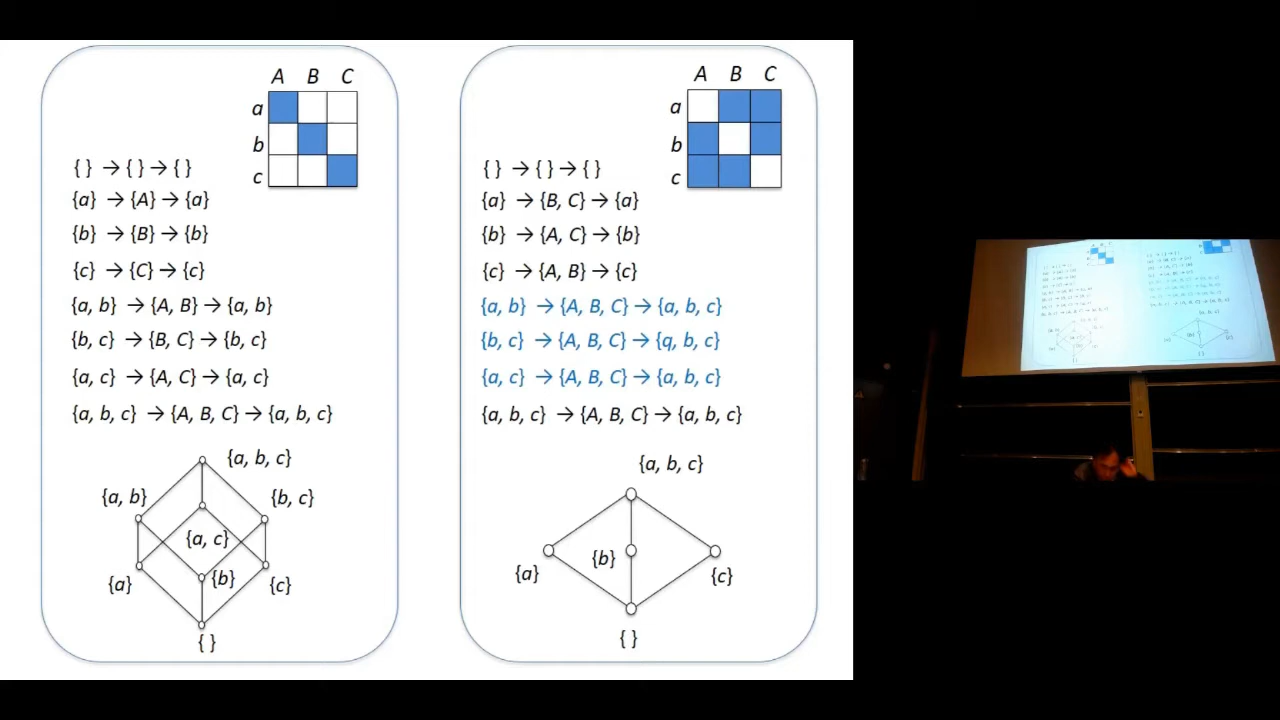 A B C
a
b
c
{ } → { } → { }
{a} → {A} → {a}
{b} → {B} → {b}
{c} → {C} → {c}
{a, b} → {A, B} → {a, b}
{b, c} → {B, C} → {b, c}
{a, c} → {A, C} → {a, c}
{a, b, c} → {A, B, C} → {a, b, c}
{a, b, c}
{a, b} {b, c}
{a, c}
{a} {b} {c}
{ }
A B C
a
b
c
{ } → { } → { }
{a} → {B, C} → {a}
{b} → {A, C} → {b}
{c} → {A, B} → {c}
{a, b} → {A, B, C} → {a, b, c}
{b, c} → {A, B, C} → {q, b, c}
{a, c} → {A, B, C} → {a, b, c}
{a, b, c} → {A, B, C} → {a, b, c}
{a, b, c}
{a} {b} {c}
{ }